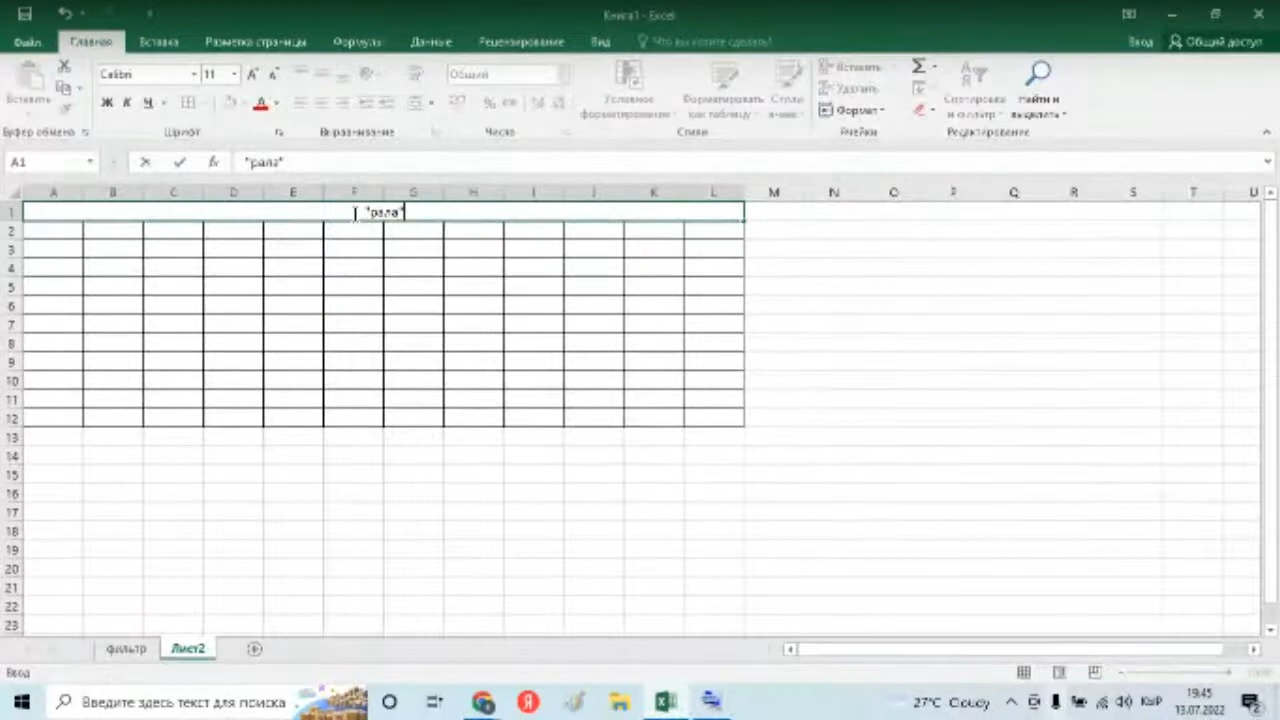 Книга1 - Excel
Файл Главная Вставка Разметка страницы Формулы Данные Рецензирование Вид Что вы хотите сделать? Вход Общий доступ
Вставить
Calibri 11
Ж К Ч
Общий
Условное форматирование
Форматировать как таблицу
Вставить
Удалить
Формат
Сортировка и фильтр
Найти и выделить
Буфер обмена Шрифт Выравнивание Число Стили Ячейки Редактирование
A1 "рала"
A B C D E F G H I J K L M N O P Q R S T U
1 "рала"
2
3
4
5
6
7
8
9
10
11
12
13
14
15
16
17
18
19
20
21
22
23
фильтр Лист2
Ввод
Введите здесь текст для поиска
27°C Cloudy
КЫР
19:45
13.07.2022